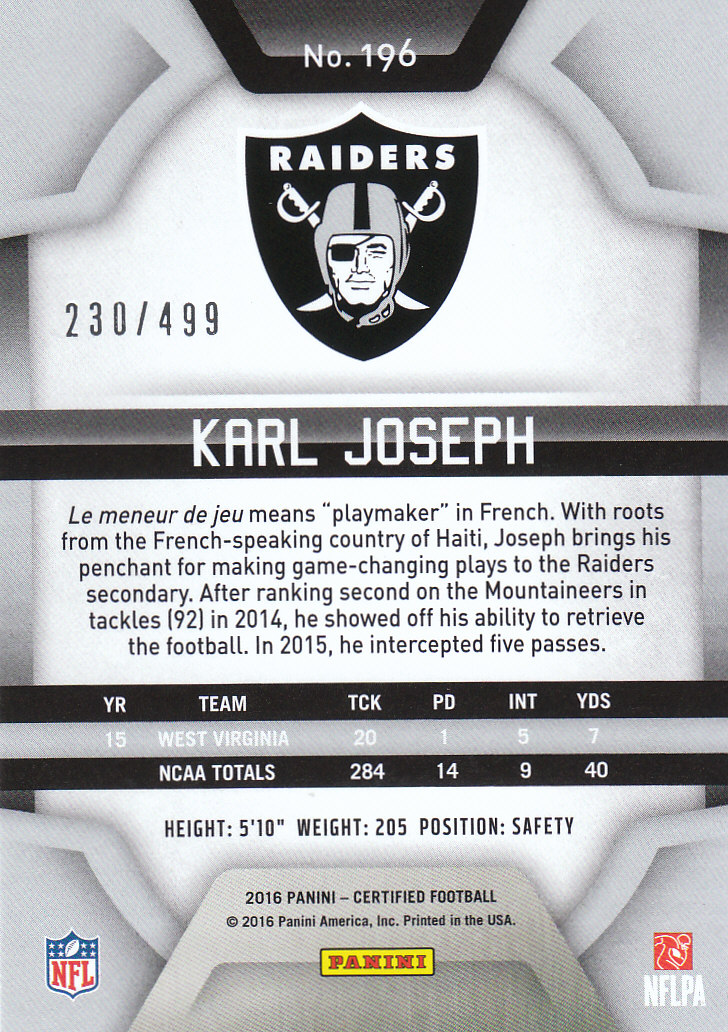 No. 196
RAIDERS
230/499
KARL JOSEPH
Le meneur de jeu means “playmaker” in French. With roots
from the French-speaking country of Haiti, Joseph brings his
penchant for making game-changing plays to the Raiders
secondary. After ranking second on the Mountaineers in
tackles (92) in 2014, he showed off his ability to retrieve
the football. In 2015, he intercepted five passes.
YR TEAM TCK PD INT YDS
15 WEST VIRGINIA 20 1 5 7
NCAA TOTALS 284 14 9 40
HEIGHT: 5'10" WEIGHT: 205 POSITION: SAFETY
2016 PANINI – CERTIFIED FOOTBALL
© 2016 Panini America, Inc. Printed in the USA.
PANINI
NFL
NFLPA